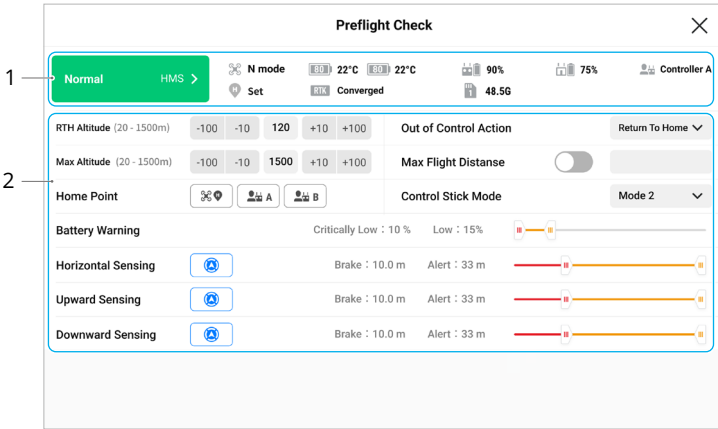 Preflight Check
1
Normal HMS
N mode 80 22°C 80 22°C 90% 75% Controller A
H Set RTK Converged 1 48.5G
2
RTH Altitude (20 - 1500m) -100 -10 120 +10 +100 Out of Control Action Return To Home
Max Altitude (20 - 1500m) -100 -10 1500 +10 +100 Max Flight Distanse
Home Point H A B Control Stick Mode Mode 2
Battery Warning Critically Low : 10 % Low : 15%
Horizontal Sensing Brake : 10.0 m Alert : 33 m
Upward Sensing Brake : 10.0 m Alert : 33 m
Downward Sensing Brake : 10.0 m Alert : 33 m